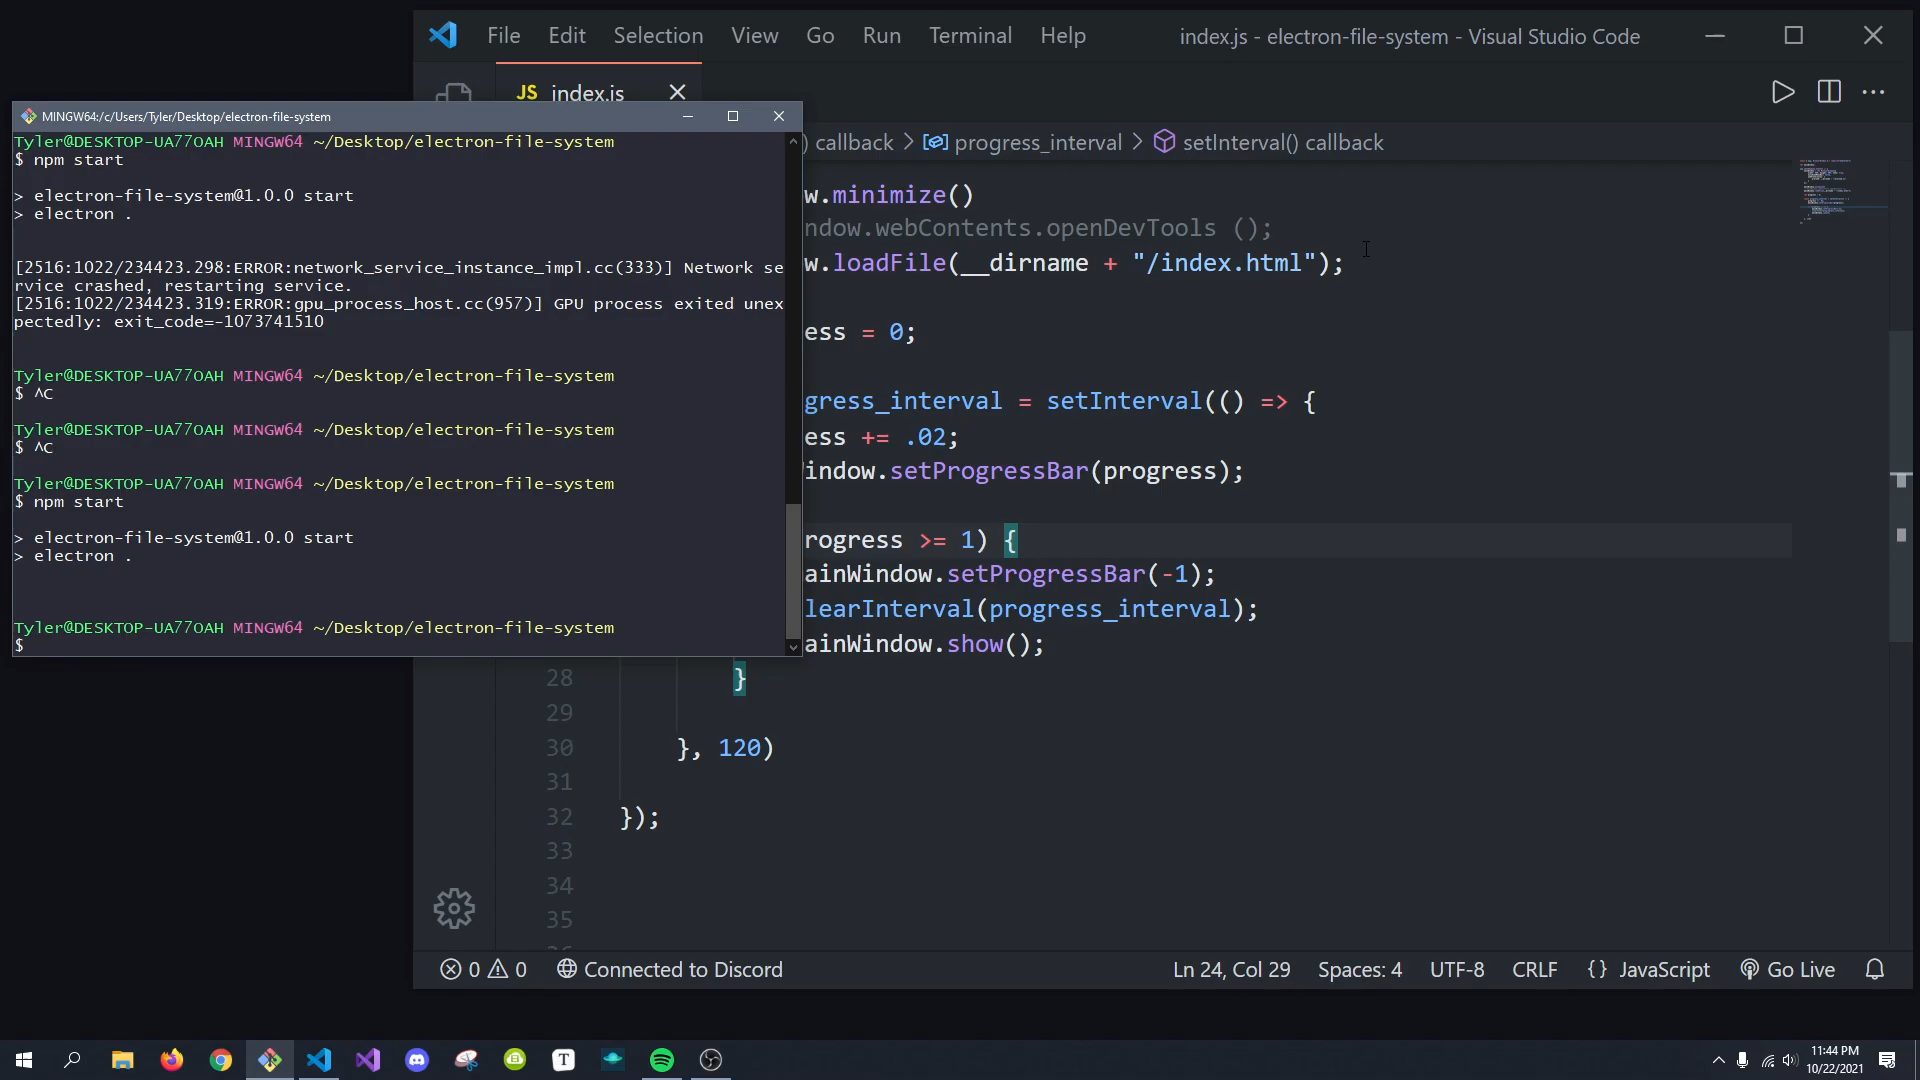 File Edit Selection View Go Run Terminal Help
index.js - electron-file-system - Visual Studio Code
JS index.js
MINGW64:/c/Users/Tyler/Desktop/electron-file-system
Tyler@DESKTOP-UA77OAH MINGW64 ~/Desktop/electron-file-system
$ npm start
> electron-file-system@1.0.0 start
> electron .
[2516:1022/234423.298:ERROR:network_service_instance_impl.cc(333)] Network se
rvice crashed, restarting service.
[2516:1022/234423.319:ERROR:gpu_process_host.cc(957)] GPU process exited unex
pectedly: exit_code=-1073741510
Tyler@DESKTOP-UA77OAH MINGW64 ~/Desktop/electron-file-system
$ ^C
Tyler@DESKTOP-UA77OAH MINGW64 ~/Desktop/electron-file-system
$ ^C
Tyler@DESKTOP-UA77OAH MINGW64 ~/Desktop/electron-file-system
$ npm start
> electron-file-system@1.0.0 start
> electron .
Tyler@DESKTOP-UA77OAH MINGW64 ~/Desktop/electron-file-system
$
) callback > progress_interval > setInterval() callback
w.minimize()
ndow.webContents.openDevTools ();
w.loadFile(__dirname + "/index.html");
ess = 0;
gress_interval = setInterval(() => {
ess += .02;
indow.setProgressBar(progress);
rogress >= 1) {
ainWindow.setProgressBar(-1);
learInterval(progress_interval);
ainWindow.show();
28 }
29
30 }, 120)
31
32 });
33
34
35
0 0 Connected to Discord
Ln 24, Col 29 Spaces: 4 UTF-8 CRLF {} JavaScript Go Live
T
11:44 PM
10/22/2021